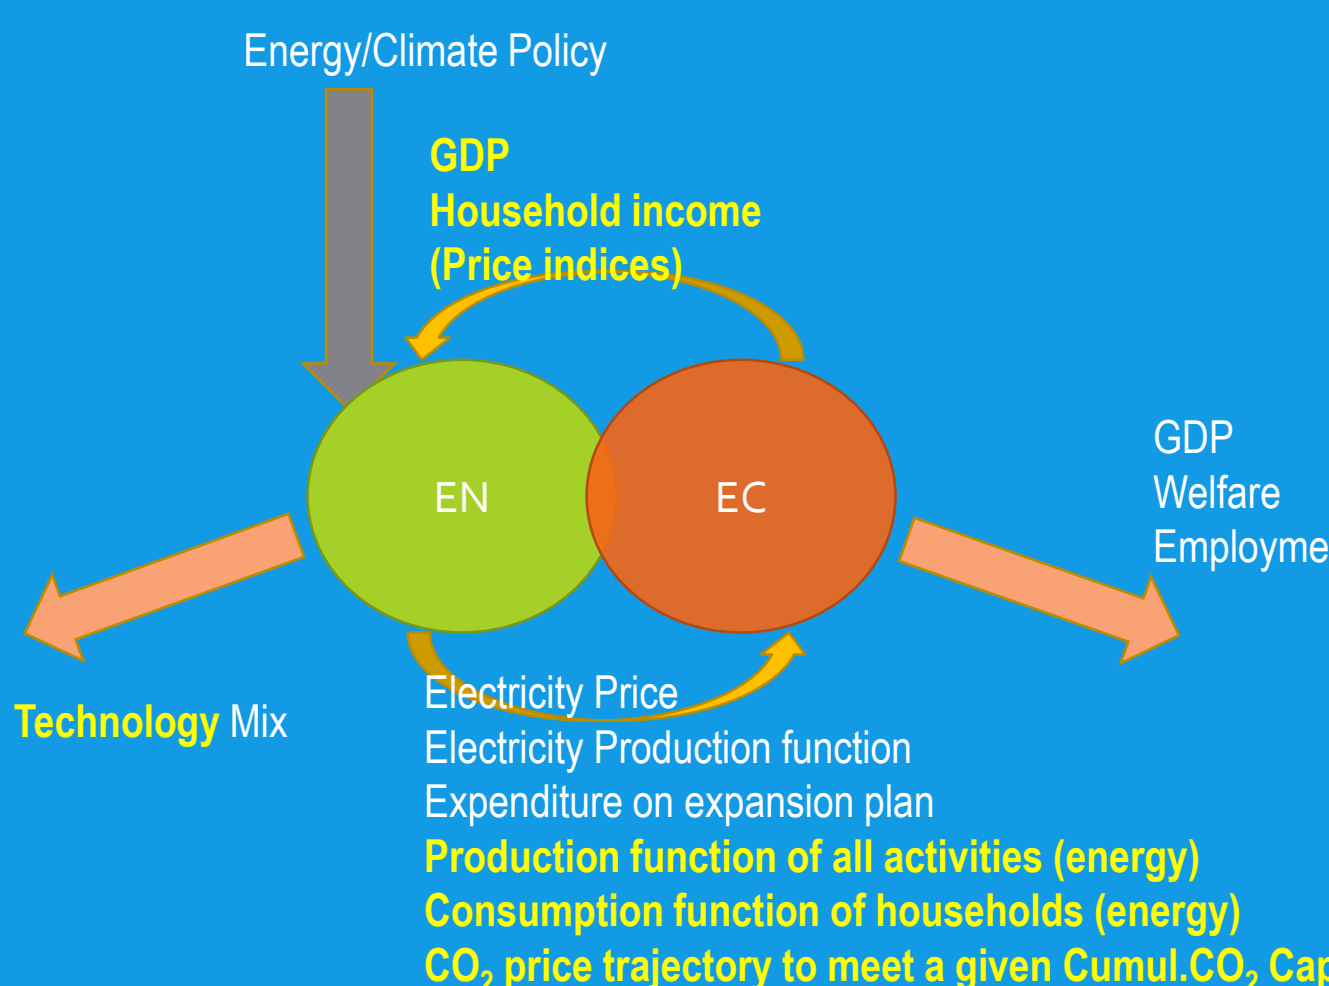 Energy/Climate Policy
GDP
Household income
(Price indices)
EN
EC
GDP
Welfare
Employme
Technology Mix
Electricity Price
Electricity Production function
Expenditure on expansion plan
Production function of all activities (energy)
Consumption function of households (energy)
CO₂ price trajectory to meet a given Cumul.CO₂ Cap